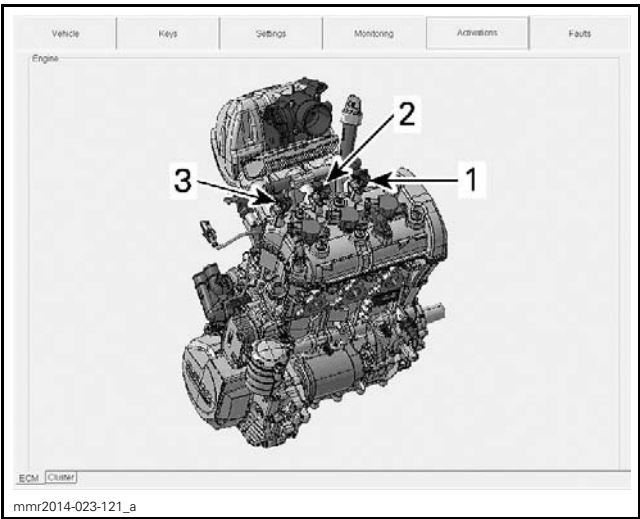 Vehicle Keys Settings Monitoring Activations Faults
Engine
2
3 1
ECM Cluster
mmr2014-023-121_a